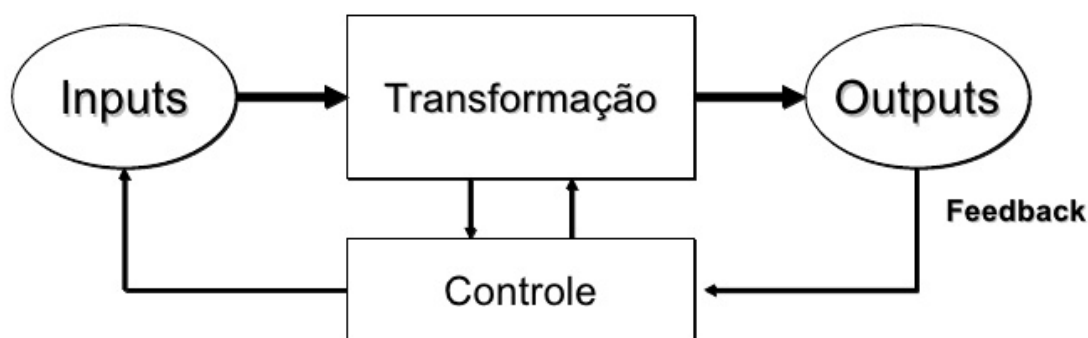 Inputs
Transformação
Outputs
Feedback
Controle